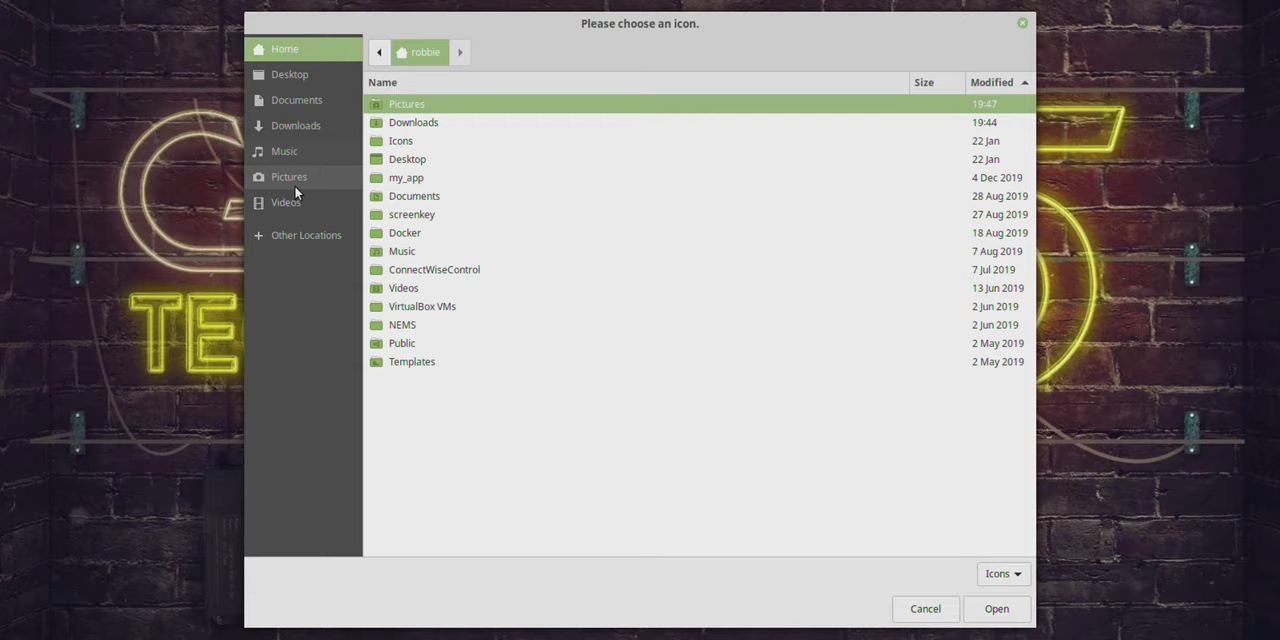 Please choose an icon.
Home
Desktop
Documents
Downloads
Music
Pictures
Videos
Other Locations
robbie
Name Size Modified
Pictures 19:47
Downloads 19:44
Icons 22 Jan
Desktop 22 Jan
my_app 4 Dec 2019
Documents 28 Aug 2019
screenkey 27 Aug 2019
Docker 18 Aug 2019
Music 7 Aug 2019
ConnectWiseControl 7 Jul 2019
Videos 13 Jun 2019
VirtualBox VMs 2 Jun 2019
NEMS 2 Jun 2019
Public 2 May 2019
Templates 2 May 2019
Icons
Cancel Open
TE